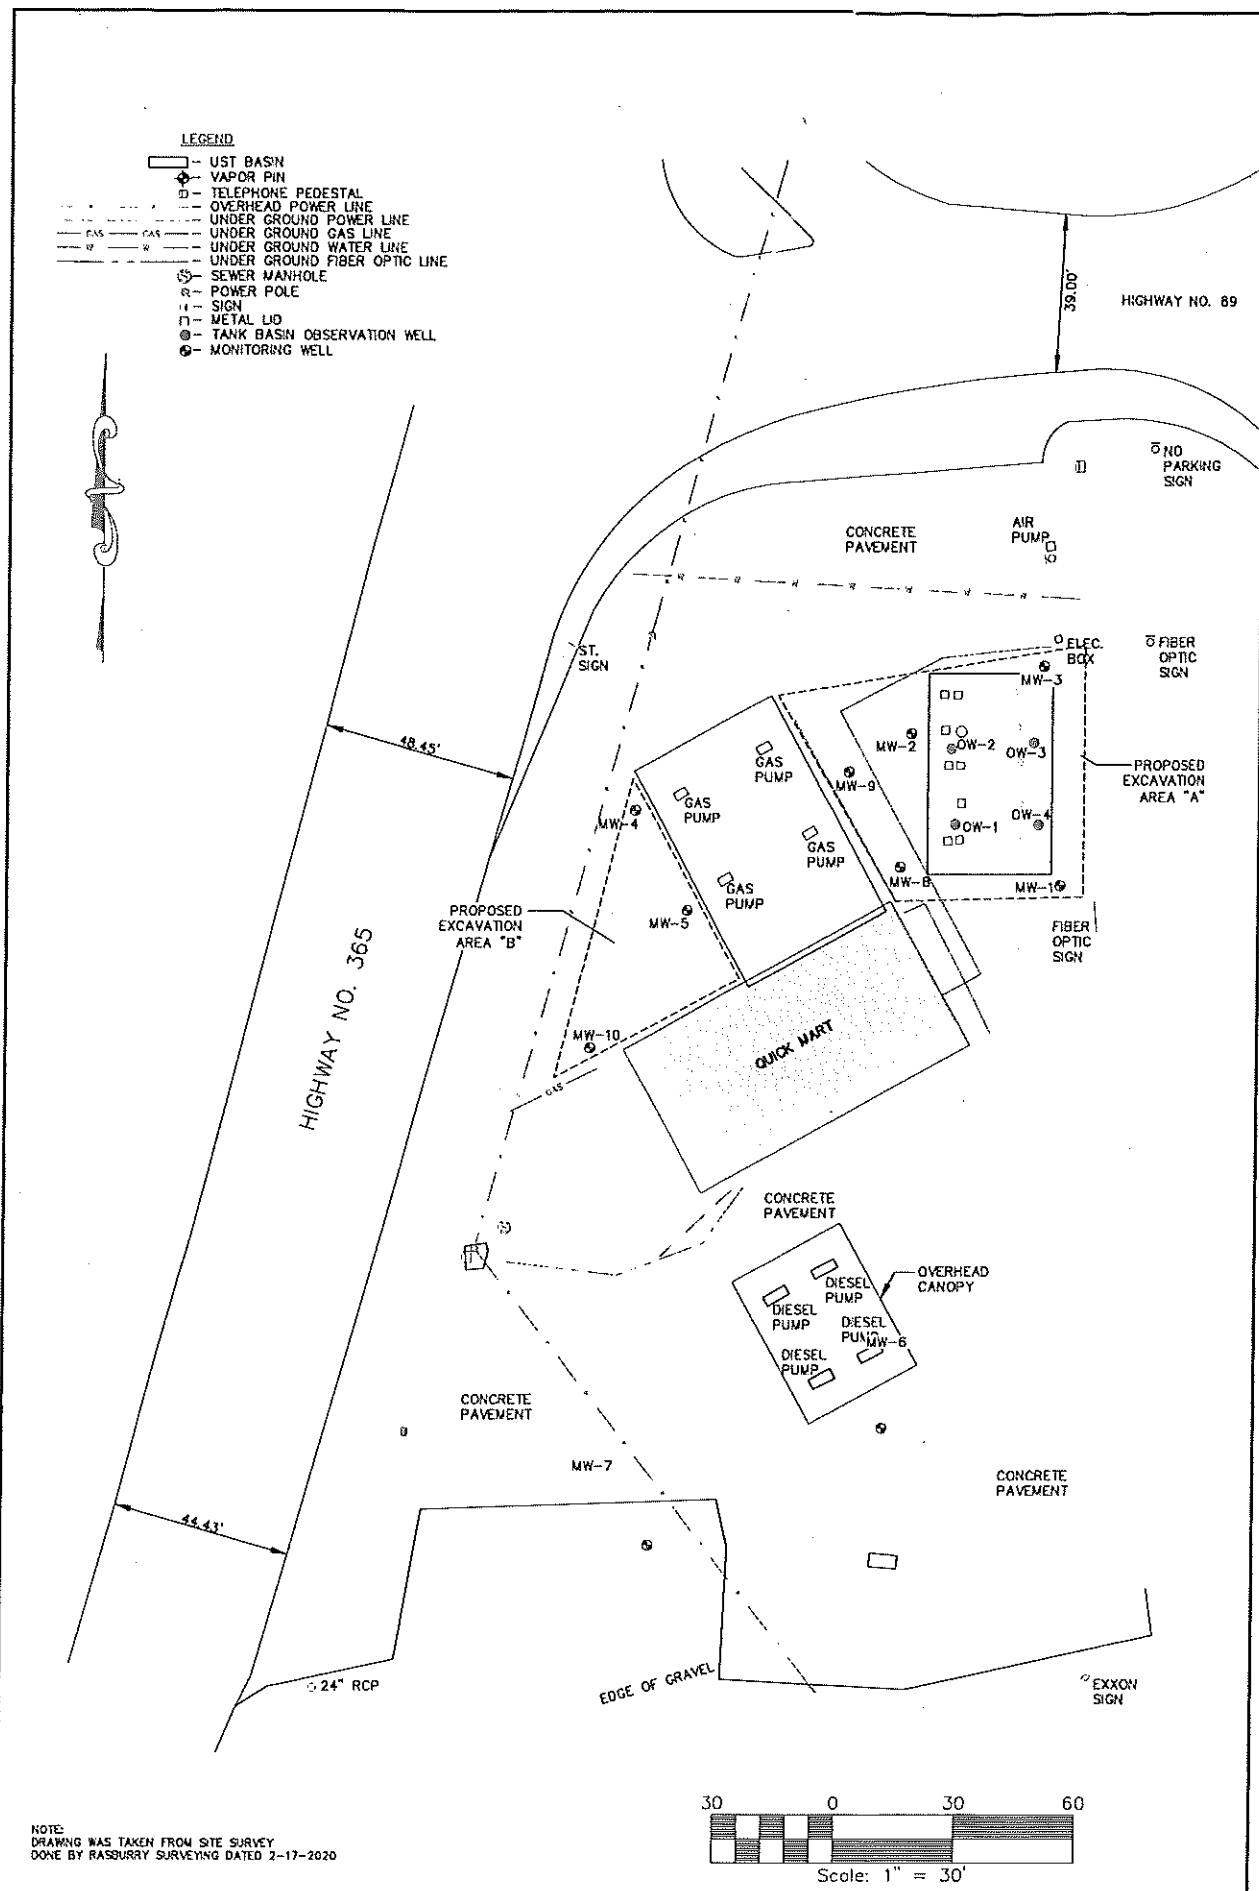 LEGEND
- UST BASIN
- VAPOR PIN
- TELEPHONE PEDESTAL
- OVERHEAD POWER LINE
- UNDER GROUND POWER LINE
GAS GAS - UNDER GROUND GAS LINE
W W - UNDER GROUND WATER LINE
- UNDER GROUND FIBER OPTIC LINE
- SEWER MANHOLE
- POWER POLE
- SIGN
- METAL LID
- TANK BASIN OBSERVATION WELL
- MONITORING WELL
39.00'
HIGHWAY NO. 89
NO
PARKING
SIGN
CONCRETE
PAVEMENT
AIR
PUMP
ST.
SIGN
ELEC.
BOX
FIBER
OPTIC
SIGN
MW-3
48.45'
MW-2
OW-2
OW-3
GAS
PUMP
MW-9
PROPOSED
EXCAVATION
AREA "A"
GAS
PUMP
MW-4
OW-1
OW-4
GAS
PUMP
GAS
PUMP
MW-8
MW-1
PROPOSED
EXCAVATION
AREA "B"
MW-5
FIBER
OPTIC
SIGN
HIGHWAY NO. 365
MW-10
QUICK MART
GAS
CONCRETE
PAVEMENT
OVERHEAD
CANOPY
DIESEL
PUMP
DIESEL
PUMP
DIESEL
PUMP
MW-6
DIESEL
PUMP
CONCRETE
PAVEMENT
MW-7
CONCRETE
PAVEMENT
44.43'
24" RCP
EDGE OF GRAVEL
EXXON
SIGN
30 0 30 60
Scale: 1" = 30'
NOTE:
DRAWING WAS TAKEN FROM SITE SURVEY
DONE BY RASBURRY SURVEYING DATED 2-17-2020